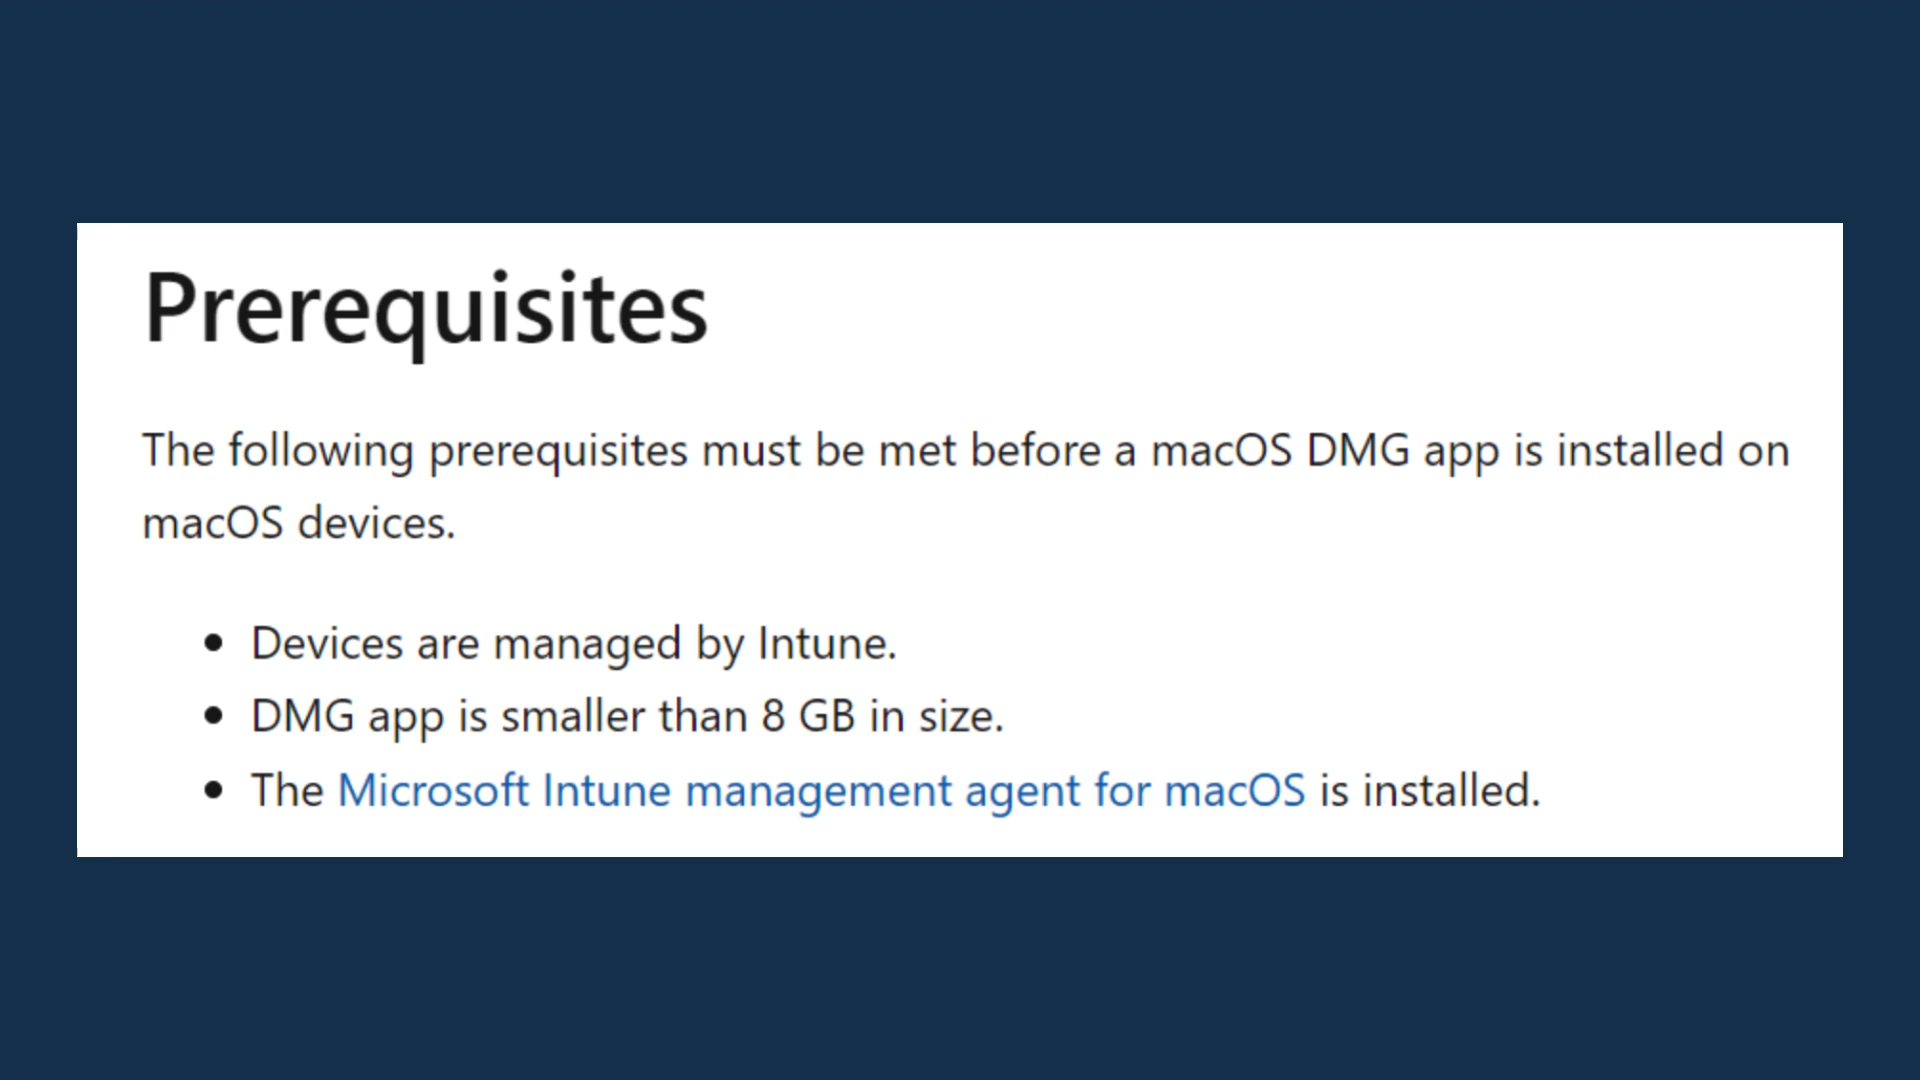 Prerequisites
The following prerequisites must be met before a macOS DMG app is installed on
macOS devices.
• Devices are managed by Intune.
• DMG app is smaller than 8 GB in size.
• The Microsoft Intune management agent for macOS is installed.